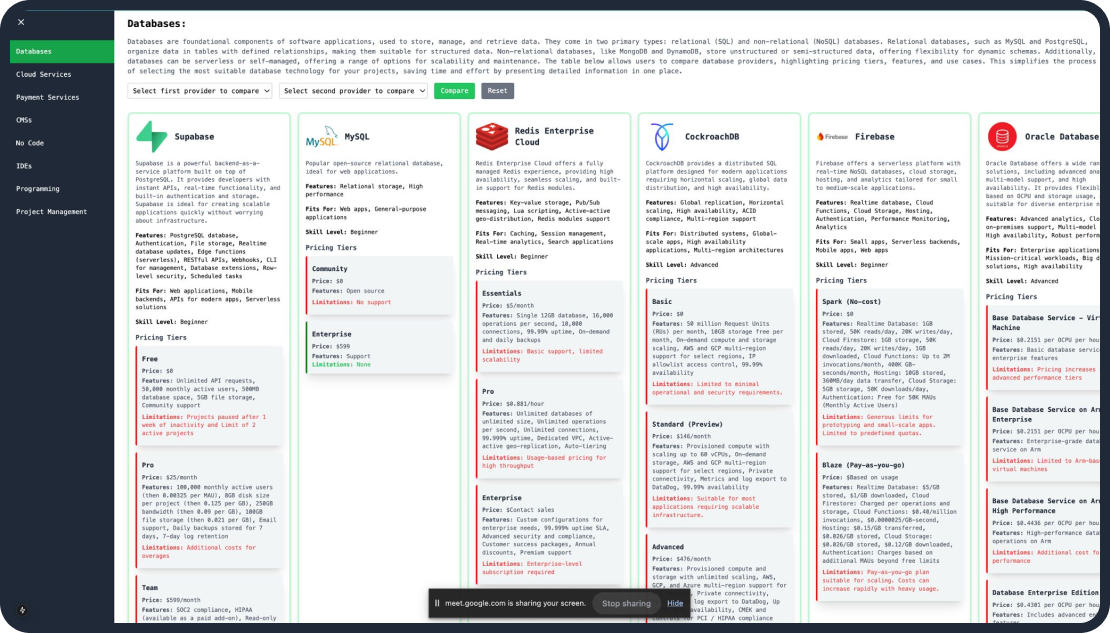 ×
Databases
Cloud Services
Payment Services
CMSs
No Code
IDEs
Programming
Project Management
Databases:
Databases are foundational components of software applications, used to store, manage, and retrieve data. They come in two primary types: relational (SQL) and non-relational (NoSQL) databases. Relational databases, such as MySQL and PostgreSQL,
organize data in tables with defined relationships, making them suitable for structured data. Non-relational databases, like MongoDB and DynamoDB, store unstructured or semi-structured data, offering flexibility for dynamic schemas. Additionally,
databases can be serverless or self-managed, offering a range of options for scalability and maintenance. The table below allows users to compare database providers, highlighting pricing tiers, features, and use cases. This simplifies the process
of selecting the most suitable database technology for your projects, saving time and effort by presenting detailed information in one place.
Select first provider to compare
Select second provider to compare
Compare
Reset
Supabase
Supabase is a powerful backend-as-a-
service platform built on top of
PostgreSQL. It provides developers with
instant APIs, real-time functionality, and
built-in authentication and storage.
Supabase is ideal for creating scalable
applications quickly without worrying
about infrastructure.
Features: PostgreSQL database,
Authentication, File storage, Realtime
database updates, Edge functions
(serverless), RESTful APIs, Webhooks, CLI
for management, Database extensions, Row-
level security, Scheduled tasks
Fits For: Web applications, Mobile
backends, APIs for modern apps, Serverless
solutions
Skill Level: Beginner
Pricing Tiers
Free
Price: $0
Features: Unlimited API requests,
50,000 monthly active users, 500MB
database space, 5GB file storage,
Community support
Limitations: Projects paused after 1
week of inactivity and Limit of 2
active projects
Pro
Price: $25/month
Features: 100,000 monthly active users
(then 0.00325 per MAU), 8GB disk size
per project (then 0.125 per GB), 250GB
bandwidth (then 0.09 per GB), 100GB
file storage (then 0.021 per GB), Email
support, Daily backups stored for 7
days, 7-day log retention
Limitations: Additional costs for
overages
Team
Price: $599/month
Features: SOC2 compliance, HIPAA
(available as a paid add-on), Read-only
MySQL
MySQL
Popular open-source relational database,
ideal for web applications.
Features: Relational storage, High
performance
Fits For: Web apps, General-purpose
applications
Skill Level: Beginner
Pricing Tiers
Community
Price: $0
Features: Open source
Limitations: No support
Enterprise
Price: $599
Features: Support
Limitations: None
Redis Enterprise
Cloud
Redis Enterprise Cloud offers a fully
managed Redis experience, providing high
availability, seamless scaling, and built-
in support for Redis modules.
Features: Key-value storage, Pub/Sub
messaging, Lua scripting, Active-active
geo-distribution, Redis modules support
Fits For: Caching, Session management,
Real-time analytics, Search applications
Skill Level: Beginner
Pricing Tiers
Essentials
Price: $5/month
Features: Single 12GB database, 16,000
operations per second, 10,000
connections, 99.99% uptime, On-demand
and daily backups
Limitations: Basic support, limited
scalability
Pro
Price: $0.881/hour
Features: Unlimited databases of
unlimited size, Unlimited operations
per second, Unlimited connections,
99.999% uptime, Dedicated VPC, Active-
active geo-replication, Auto-tiering
Limitations: Usage-based pricing for
high throughput
Enterprise
Price: $Contact sales
Features: Custom configurations for
enterprise needs, 99.999% uptime SLA,
Advanced security and compliance,
Customer success packages, Annual
discounts, Premium support
Limitations: Enterprise-level
subscription required
CockroachDB
CockroachDB provides a distributed SQL
platform designed for modern applications
requiring horizontal scaling, global data
distribution, and high availability.
Features: Global replication, Horizontal
scaling, High availability, ACID
compliance, Multi-region support
Fits For: Distributed systems, Global-
scale apps, High availability
applications, Multi-region architectures
Skill Level: Advanced
Pricing Tiers
Basic
Price: $0
Features: 50 million Request Units
(RUs) per month, 10GB storage free per
month, On-demand compute and storage
scaling, AWS and GCP multi-region
support for select regions, IP
allowlist access control, 99.99%
availability
Limitations: Limited to minimal
operational and security requirements.
Standard (Preview)
Price: $146/month
Features: Provisioned compute with
scaling up to 60 vCPUs, On-demand
storage, AWS and GCP multi-region
support for select regions, Private
connectivity, Metrics and log export to
DataDog, 99.99% availability
Limitations: Suitable for most
applications requiring scalable
infrastructure.
Advanced
Price: $476/month
Features: Provisioned compute and
storage with unlimited scaling, AWS,
GCP, and Azure multi-region support for
Private connectivity,
log export to DataDog, Up
availability, CMEK and
controls for PCI / HIPAA compliance
Firebase
Firebase
Firebase offers a serverless platform with
real-time NoSQL databases, cloud storage,
hosting, and analytics tailored for small
to medium-scale applications.
Features: Realtime database, Cloud
Functions, Cloud Storage, Hosting,
Authentication, Performance Monitoring,
Analytics
Fits For: Small apps, Serverless backends,
Mobile apps, Web apps
Skill Level: Beginner
Pricing Tiers
Spark (No-cost)
Price: $0
Features: Realtime Database: 1GB
stored, 50K reads/day, 20K writes/day,
Cloud Firestore: 1GB storage, 50K
reads/day, 20K writes/day, 1GB
downloaded, Cloud Functions: Up to 2M
invocations/month, 400K GB-
seconds/month, Hosting: 10GB stored,
360MB/day data transfer, Cloud Storage:
5GB storage, 50K downloads/day,
Authentication: Free for 50K MAUs
(Monthly Active Users)
Limitations: Generous limits for
prototyping and small-scale apps.
Limited to predefined quotas.
Blaze (Pay-as-you-go)
Price: $Based on usage
Features: Realtime Database: $5/GB
stored, $1/GB downloaded, Cloud
Firestore: Charged per operations and
storage, Cloud Functions: $0.40/million
invocations, $0.0000025/GB-second,
Hosting: $0.15/GB transferred,
$0.026/GB stored, Cloud Storage:
$0.026/GB stored, $0.12/GB downloaded,
Authentication: Charges based on
additional MAUs beyond free limits
Limitations: Pay-as-you-go plan
suitable for scaling. Costs can
increase rapidly with heavy usage.
Oracle Database
Oracle Database offers a wide ran
solutions, including advanced ana
multi-model support, and high
availability. It provides flexibl
based on OCPU and storage usage,
suitable for diverse enterprise n
Features: Advanced analytics, Clo
on-premises support, Multi-model
High availability, Robust perform
Fits For: Enterprise applications
Mission-critical workloads, Big d
solutions, High availability
Skill Level: Advanced
Pricing Tiers
Base Database Service - Vir
Machine
Price: $0.2151 per OCPU per hou
Features: Basic database servic
enterprise features
Limitations: Pricing increases
advanced performance tiers
Base Database Service on Ar
Enterprise
Price: $0.2151 per OCPU per hou
Features: Enterprise-grade data
service on Arm
Limitations: Limited to Arm-bas
virtual machines
Base Database Service on Ar
High Performance
Price: $0.4436 per OCPU per hou
Features: High-performance data
operations on Arm
Limitations: Additional cost fo
performance
Database Enterprise Edition
Price: $0.4301 per OCPU per hou
Features: Includes advanced en
features
meet.google.com is sharing your screen.
Stop sharing
Hide